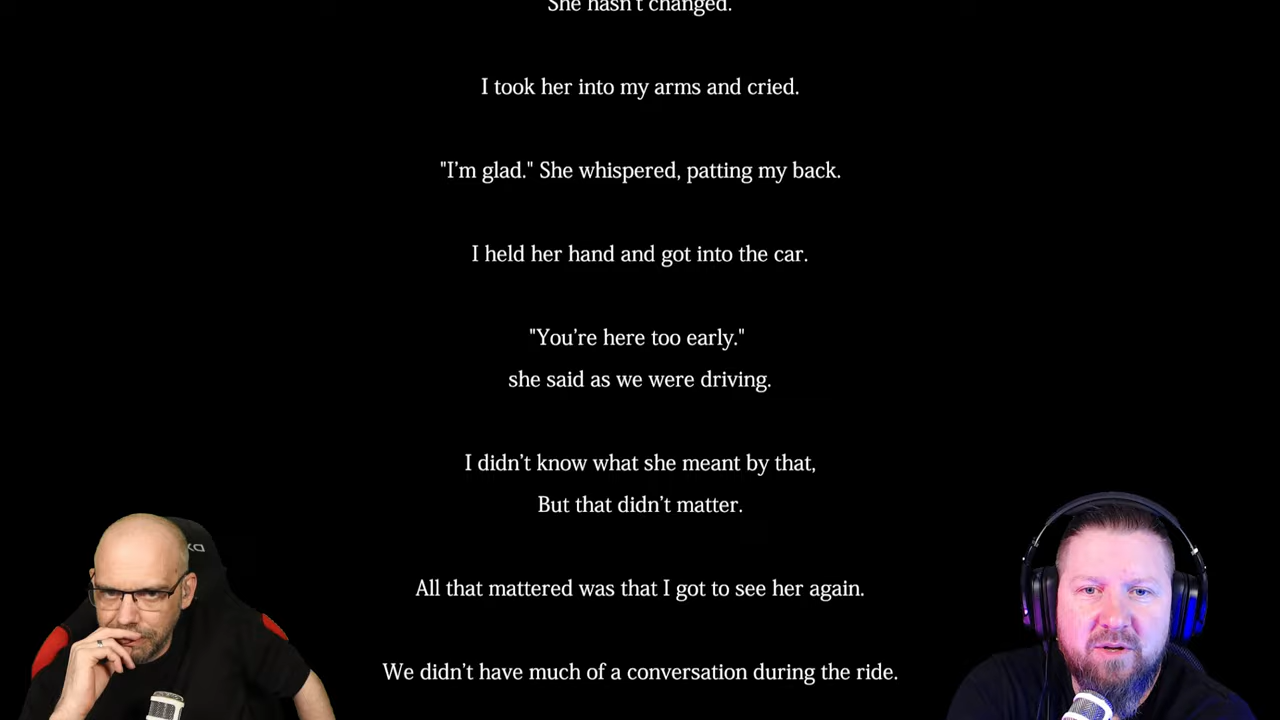 She hasn't changed.
I took her into my arms and cried.
"I'm glad." She whispered, patting my back.
I held her hand and got into the car.
"You're here too early."
she said as we were driving.
I didn't know what she meant by that,
But that didn't matter.
All that mattered was that I got to see her again.
We didn't have much of a conversation during the ride.